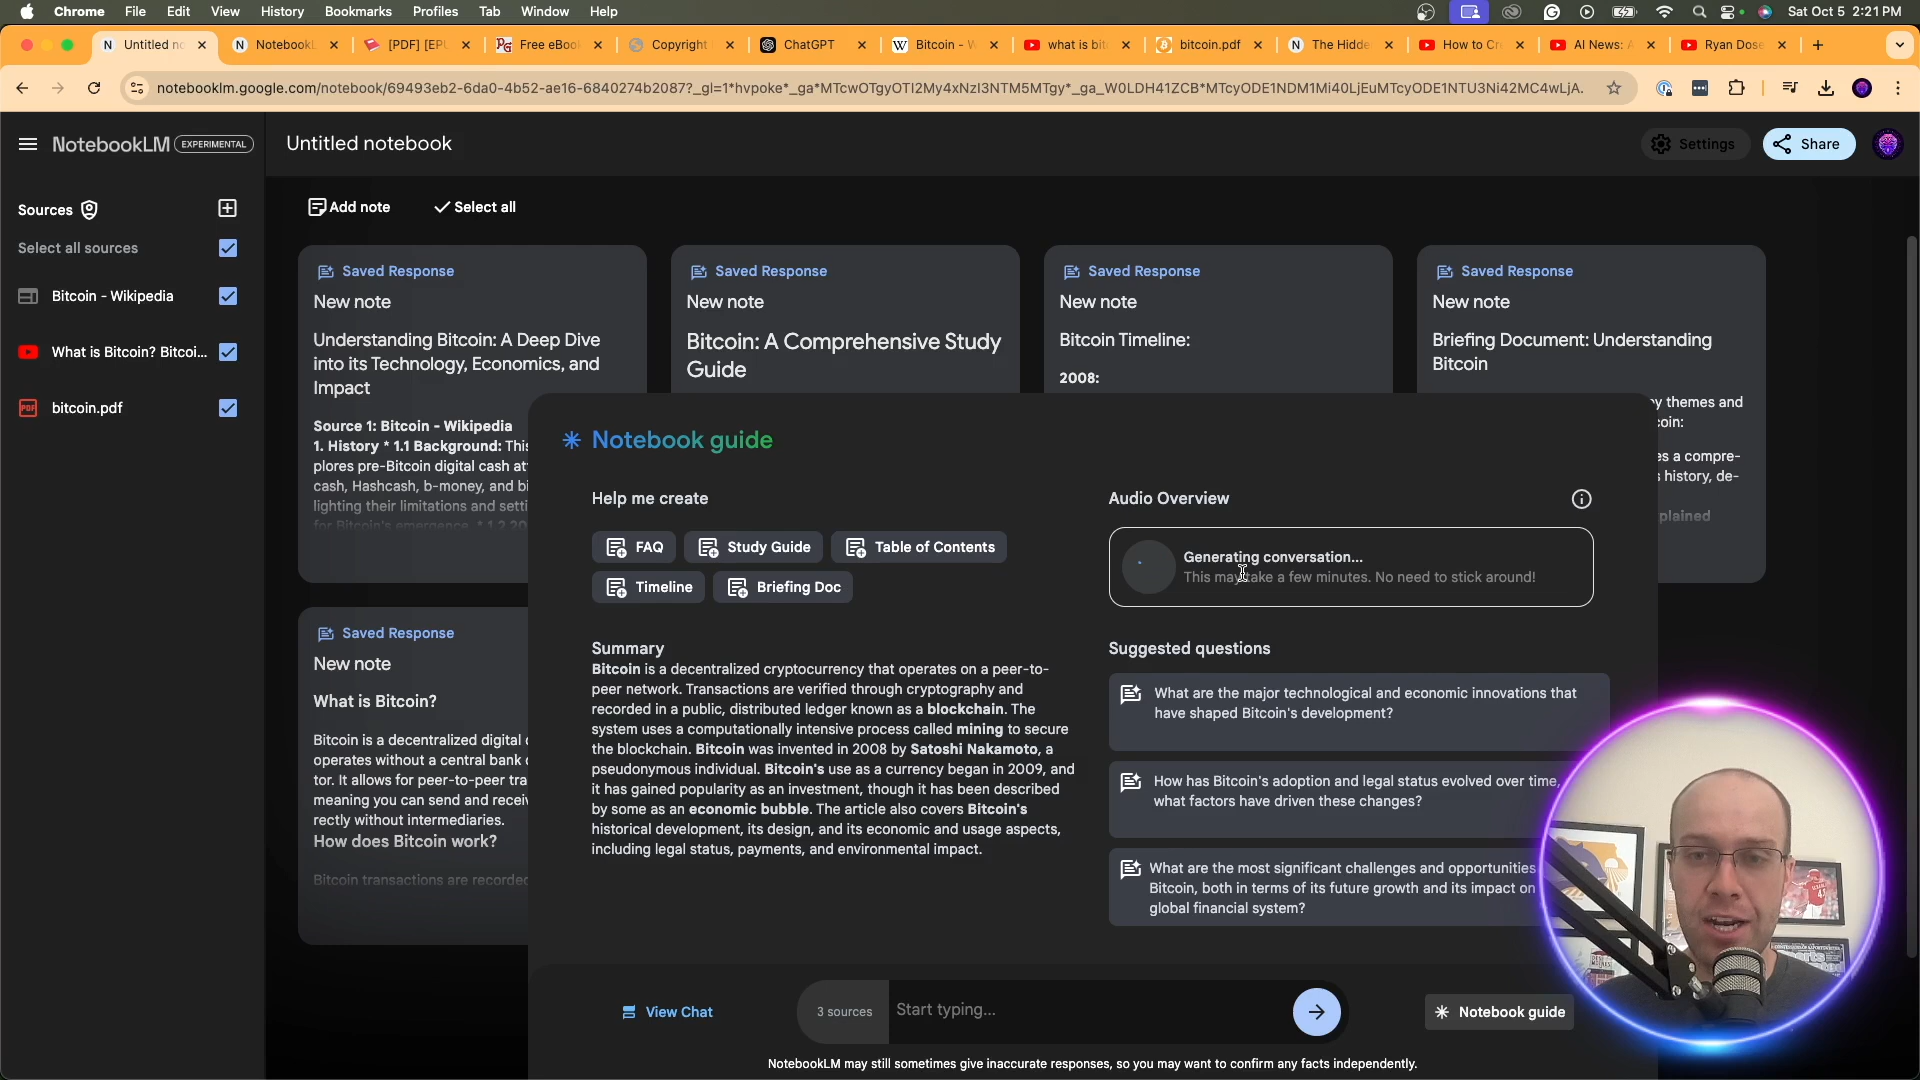 Chrome File Edit View History Bookmarks Profiles Tab Window Help Sat Oct 5 2:21 PM
Untitled no NotebookL [PDF] [EPU Free eBoo Copyright ChatGPT Bitcoin - W what is bit bitcoin.pdf The Hidde How to Cr AI News: A Ryan Dose
notebooklm.google.com/notebook/69493eb2-6da0-4b52-ae16-6840274b2087?_gl=1*hvpoke*_ga*MTcwOTgyOTI2My4xNzI3NTM5MTgy*_ga_W0LDH41ZCB*MTcyODE1NDM1Mi40LjEuMTcyODE1NTU3Ni42MC4wLjA.
NotebookLM EXPERIMENTAL
Untitled notebook
Settings
Share
Sources
Select all sources
Bitcoin - Wikipedia
What is Bitcoin? Bitcoi...
bitcoin.pdf
Add note
Select all
Saved Response
New note
Understanding Bitcoin: A Deep Dive
into its Technology, Economics, and
Impact
Source 1: Bitcoin - Wikipedia
1. History * 1.1 Background: This
plores pre-Bitcoin digital cash at
cash, Hashcash, b-money, and bi
lighting their limitations and setti
for Bitcoin's emergence. * 1.2 20
Saved Response
New note
Bitcoin: A Comprehensive Study
Guide
Saved Response
New note
Bitcoin Timeline:
2008:
Saved Response
New note
Briefing Document: Understanding
Bitcoin
y themes and
coin:
es a compre-
s history, de-
plained
Saved Response
New note
What is Bitcoin?
Bitcoin is a decentralized digital
operates without a central bank
tor. It allows for peer-to-peer tra
meaning you can send and receiv
rectly without intermediaries.
How does Bitcoin work?
Bitcoin transactions are recorded
Notebook guide
Help me create
FAQ
Study Guide
Table of Contents
Timeline
Briefing Doc
Audio Overview
Generating conversation...
This may take a few minutes. No need to stick around!
Summary
Bitcoin is a decentralized cryptocurrency that operates on a peer-to-
peer network. Transactions are verified through cryptography and
recorded in a public, distributed ledger known as a blockchain. The
system uses a computationally intensive process called mining to secure
the blockchain. Bitcoin was invented in 2008 by Satoshi Nakamoto, a
pseudonymous individual. Bitcoin's use as a currency began in 2009, and
it has gained popularity as an investment, though it has been described
by some as an economic bubble. The article also covers Bitcoin's
historical development, its design, and its economic and usage aspects,
including legal status, payments, and environmental impact.
Suggested questions
What are the major technological and economic innovations that
have shaped Bitcoin's development?
How has Bitcoin's adoption and legal status evolved over time,
what factors have driven these changes?
What are the most significant challenges and opportunities
Bitcoin, both in terms of its future growth and its impact on
global financial system?
View Chat
3 sources
Start typing...
Notebook guide
NotebookLM may still sometimes give inaccurate responses, so you may want to confirm any facts independently.